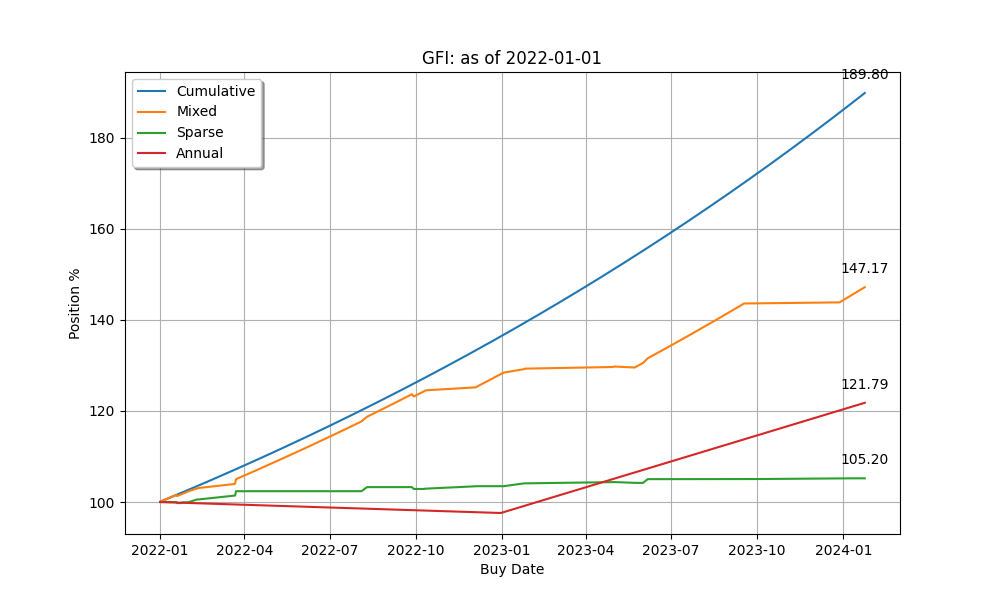 GFI: as of 2022-01-01
Cumulative
Mixed
Sparse
Annual
189.80
147.17
121.79
105.20
180
160
140
120
100
Position %
2022-01 2022-04 2022-07 2022-10 2023-01 2023-04 2023-07 2023-10 2024-01
Buy Date